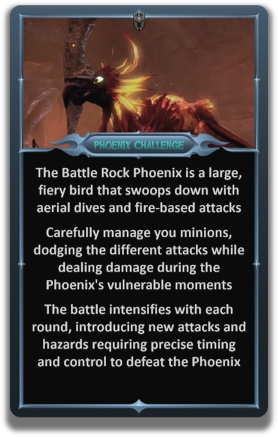 PHOENIX CHALLENGE
The Battle Rock Phoenix is a large,
fiery bird that swoops down with
aerial dives and fire-based attacks
Carefully manage you minions,
dodging the different attacks while
dealing damage during the
Phoenix's vulnerable moments
The battle intensifies with each
round, introducing new attacks and
hazards requiring precise timing
and control to defeat the Phoenix